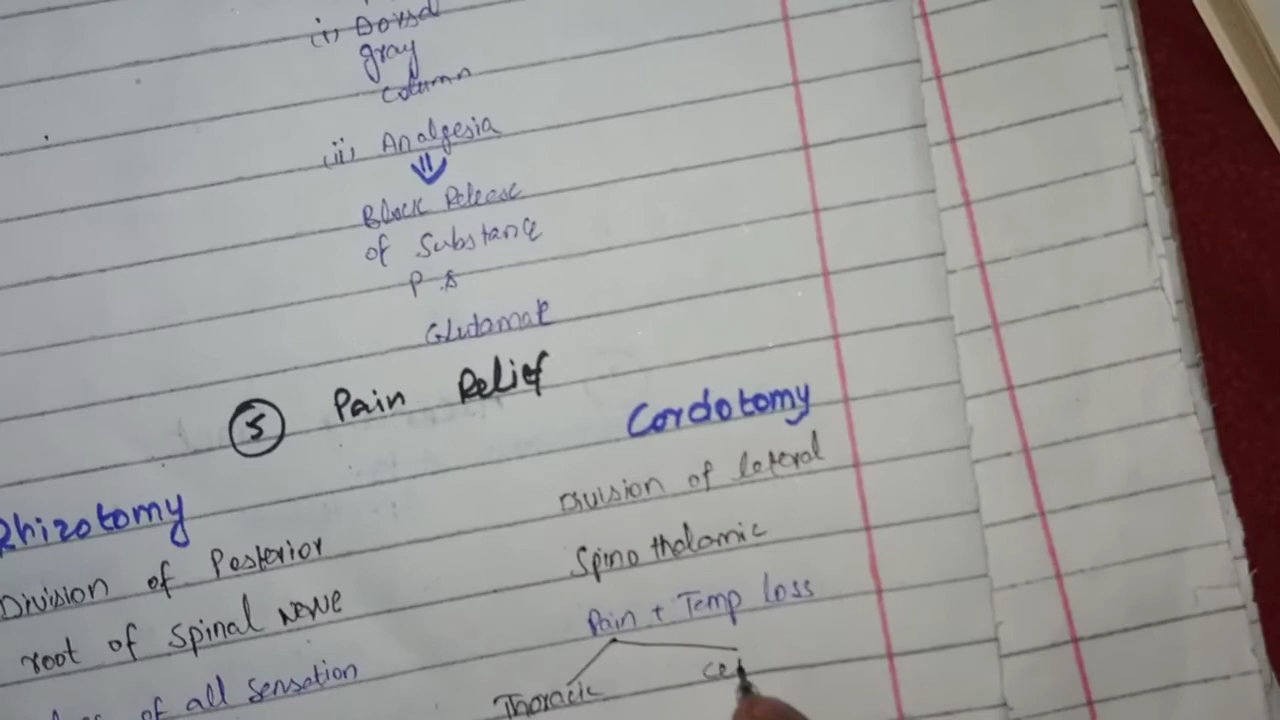 (i) Dorsal
gray
column
(ii) Analgesia
Block Release
of Substance
P &
Glutamate
5 Pain Relief
Rhizotomy
Division of Posterior
root of spinal nerve
of all sensation
Cordotomy
Division of lateral
Spino thalamic
Pain + Temp Loss
Thoracic
ce